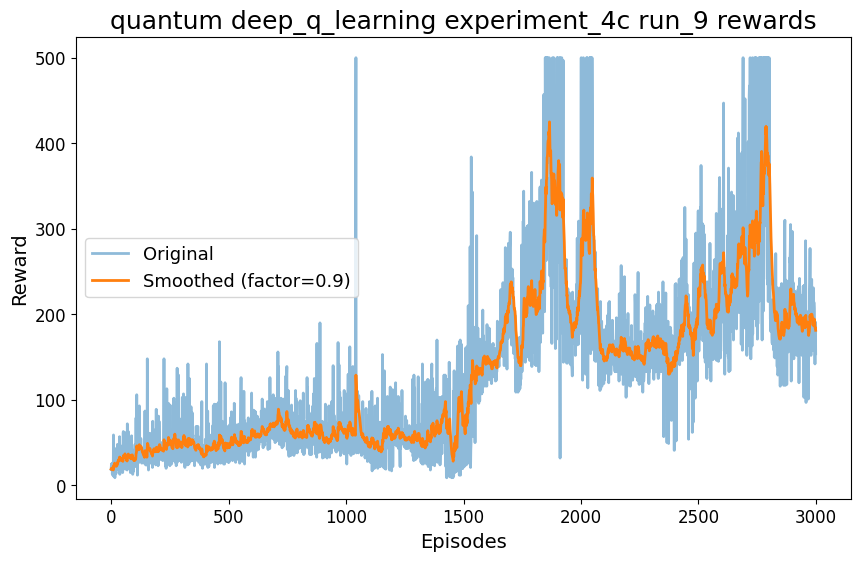 quantum deep_q_learning experiment_4c run_9 rewards
500
400
300
200
100
0
Reward
Original
Smoothed (factor=0.9)
0 500 1000 1500 2000 2500 3000
Episodes